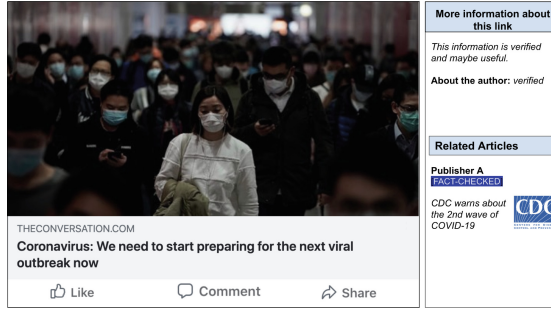 THECONVERSATION.COM
Coronavirus: We need to start preparing for the next viral
outbreak now
Like
Comment
Share
More information about
this link
This information is verified
and maybe useful.
About the author: verified
Related Articles
Publisher A
FACT-CHECKED
CDC warns about
the 2nd wave of
COVID-19
CDC